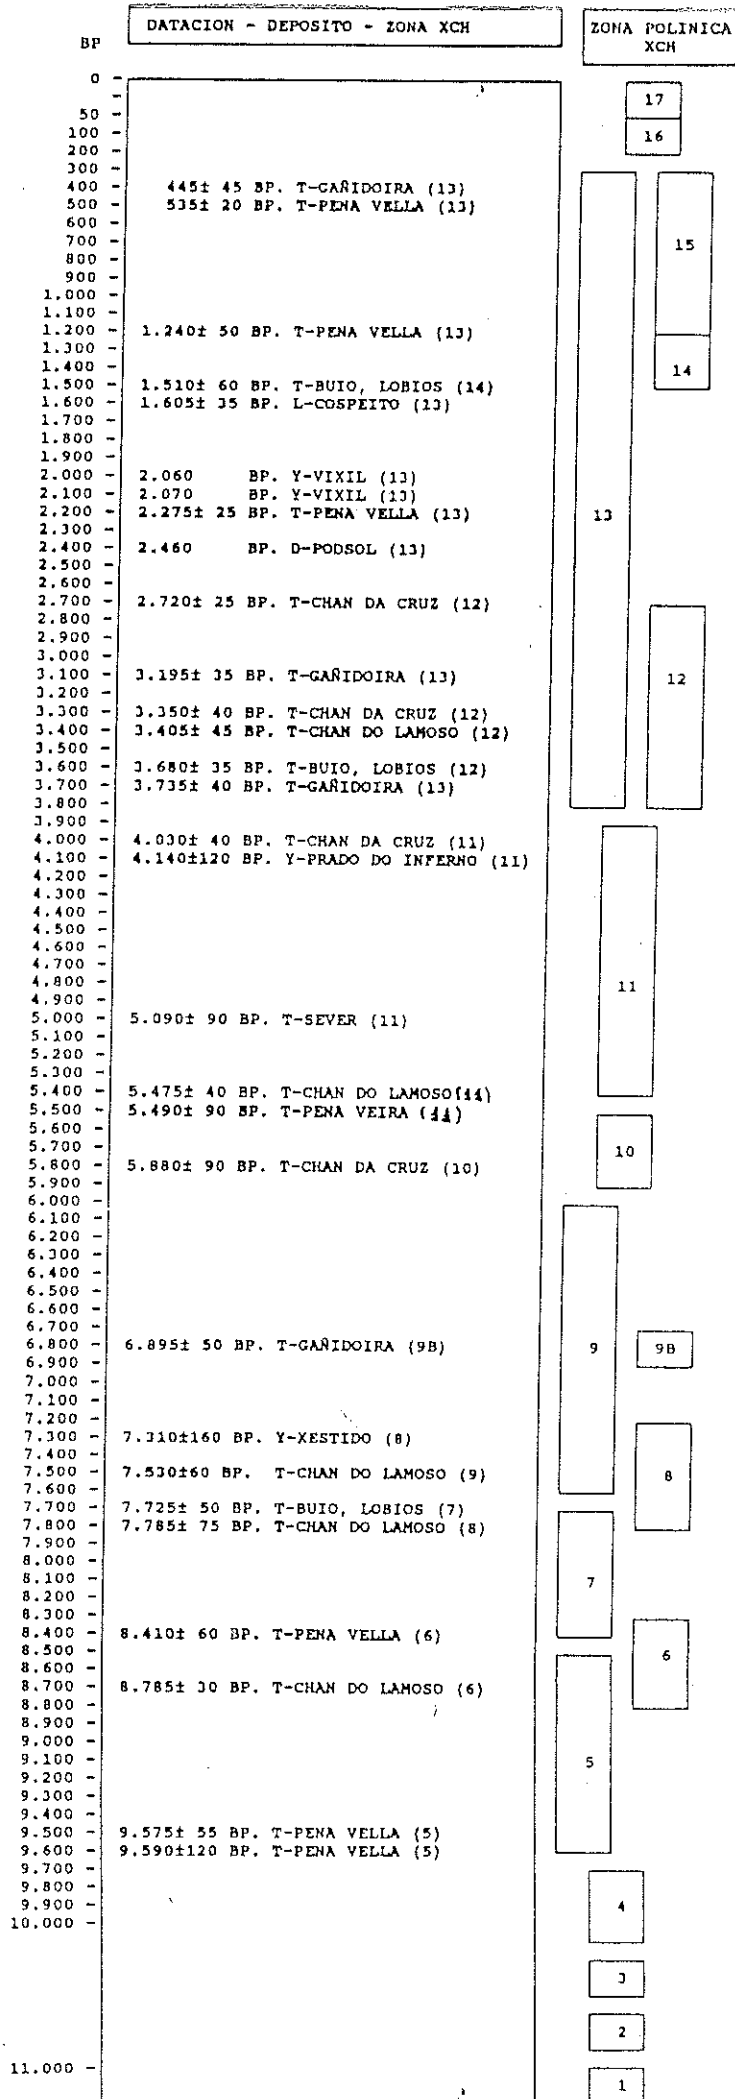 DATACION - DEPOSITO - ZONA XCH
ZONA POLINICA
XCH
BP
0 -
17
50 -
100 -
16
200 -
300 -
400 - 445± 45 BP. T-GAÑIDOIRA (13)
500 - 535± 20 BP. T-PENA VELLA (13)
600 -
700 -
15
800 -
900 -
1.000 -
1.100 -
1.200 - 1.240± 50 BP. T-PENA VELLA (13)
1.300 -
1.400 -
14
1.500 - 1.510± 60 BP. T-BUIO, LOBIOS (14)
1.600 - 1.605± 35 BP. L-COSPEITO (13)
1.700 -
1.800 -
1.900 -
2.000 - 2.060 BP. Y-VIXIL (13)
2.100 - 2.070 BP. Y-VIXIL (13)
2.200 - 2.275± 25 BP. T-PENA VELLA (13)
13
2.300 -
2.400 - 2.460 BP. D-PODSOL (13)
2.500 -
2.600 -
2.700 - 2.720± 25 BP. T-CHAN DA CRUZ (12)
2.800 -
2.900 -
3.000 -
3.100 - 3.195± 35 BP. T-GAÑIDOIRA (13)
12
3.200 -
3.300 - 3.350± 40 BP. T-CHAN DA CRUZ (12)
3.400 - 3.405± 45 BP. T-CHAN DO LAMOSO (12)
3.500 -
3.600 - 3.680± 35 BP. T-BUIO, LOBIOS (12)
3.700 - 3.735± 40 BP. T-GAÑIDOIRA (13)
3.800 -
3.900 -
4.000 - 4.030± 40 BP. T-CHAN DA CRUZ (11)
4.100 - 4.140±120 BP. Y-PRADO DO INFERNO (11)
4.200 -
4.300 -
4.400 -
4.500 -
4.600 -
4.700 -
4.800 -
11
4.900 -
5.000 - 5.090± 90 BP. T-SEVER (11)
5.100 -
5.200 -
5.300 -
5.400 - 5.475± 40 BP. T-CHAN DO LAMOSO(11)
5.500 - 5.490± 90 BP. T-PENA VEIRA (11)
5.600 -
5.700 -
10
5.800 - 5.880± 90 BP. T-CHAN DA CRUZ (10)
5.900 -
6.000 -
6.100 -
6.200 -
6.300 -
6.400 -
6.500 -
6.600 -
6.700 -
6.800 - 6.895± 50 BP. T-GAÑIDOIRA (9B)
9
9B
6.900 -
7.000 -
7.100 -
7.200 -
7.300 - 7.310±160 BP. Y-XESTIDO (8)
7.400 -
7.500 - 7.530±60 BP. T-CHAN DO LAMOSO (9)
8
7.600 -
7.700 - 7.725± 50 BP. T-BUIO, LOBIOS (7)
7.800 - 7.785± 75 BP. T-CHAN DO LAMOSO (8)
7.900 -
8.000 -
8.100 -
7
8.200 -
8.300 -
8.400 - 8.410± 60 BP. T-PENA VELLA (6)
8.500 -
6
8.600 -
8.700 - 8.785± 30 BP. T-CHAN DO LAMOSO (6)
8.800 -
8.900 -
9.000 -
9.100 -
5
9.200 -
9.300 -
9.400 -
9.500 - 9.575± 55 BP. T-PENA VELLA (5)
9.600 - 9.590±120 BP. T-PENA VELLA (5)
9.700 -
9.800 -
9.900 -
4
10.000 -
3
2
11.000 -
1